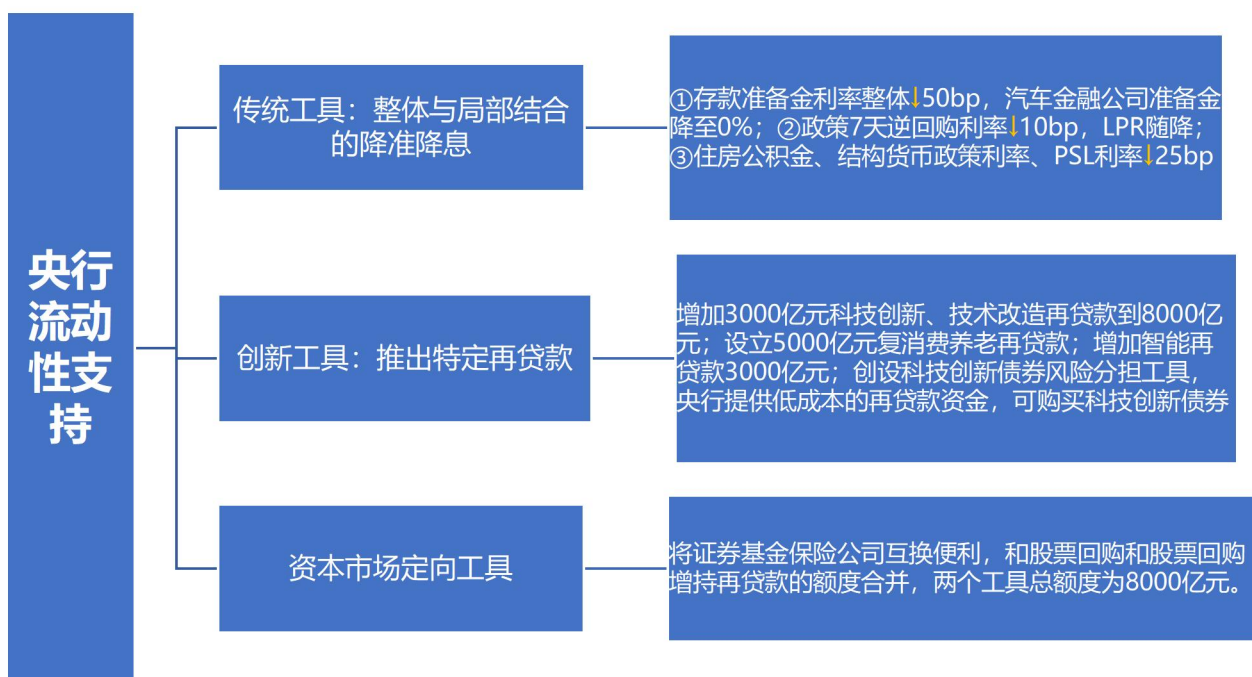 央行
流动
性支
持
传统工具：整体与局部结合
的降准降息
①存款准备金利率整体↓50bp，汽车金融公司准备金
降至0%；②政策7天逆回购利率↓10bp，LPR随降；
③住房公积金、结构货币政策利率、PSL利率↓25bp
创新工具：推出特定再贷款
增加3000亿元科技创新、技术改造再贷款到8000亿
元；设立5000亿元复消费养老再贷款；增加智能再
贷款3000亿元；创设科技创新债券风险分担工具，
央行提供低成本的再贷款资金，可购买科技创新债券
资本市场定向工具
将证券基金保险公司互换便利，和股票回购和股票回购
增持再贷款的额度合并，两个工具总额度为8000亿元。